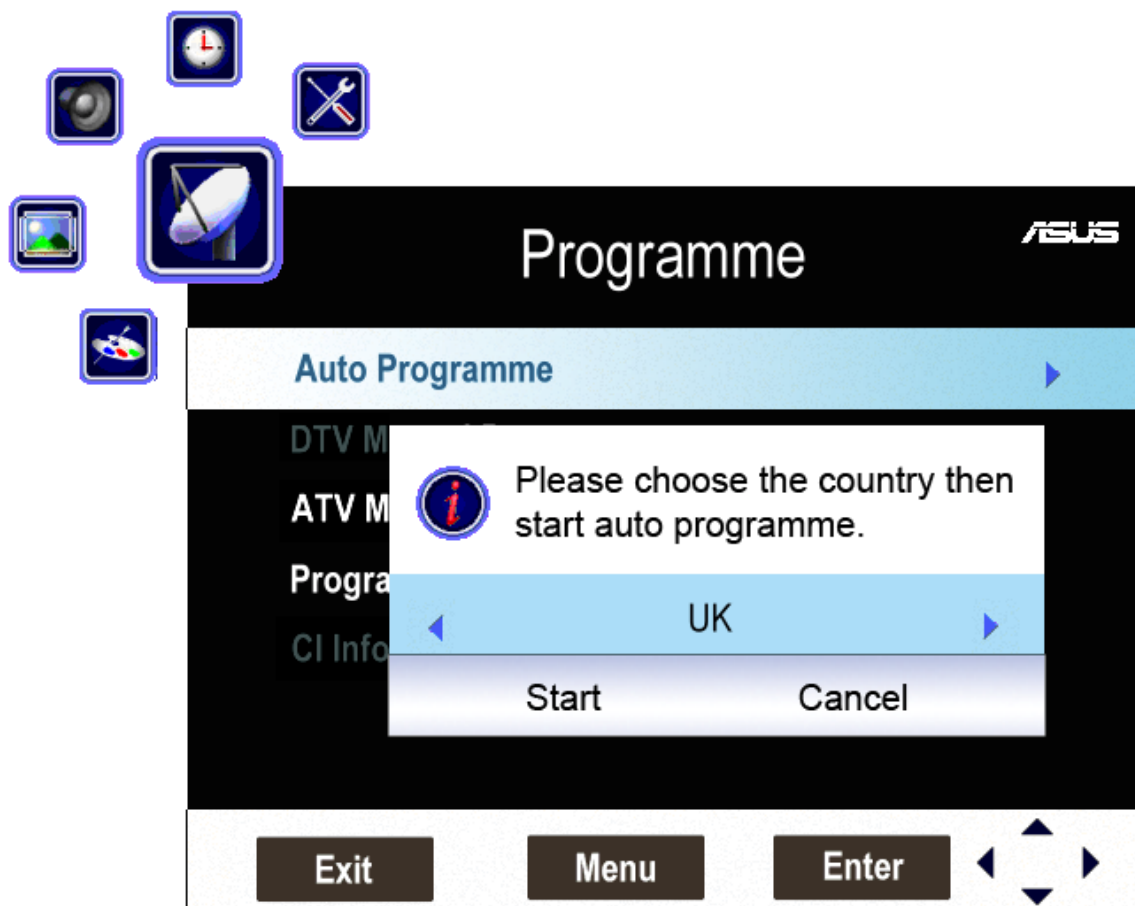 Programme
ASUS
Auto Programme
DTV M
ATV M
Progra
CI Info
Please choose the country then
start auto programme.
UK
Start Cancel
Exit Menu Enter